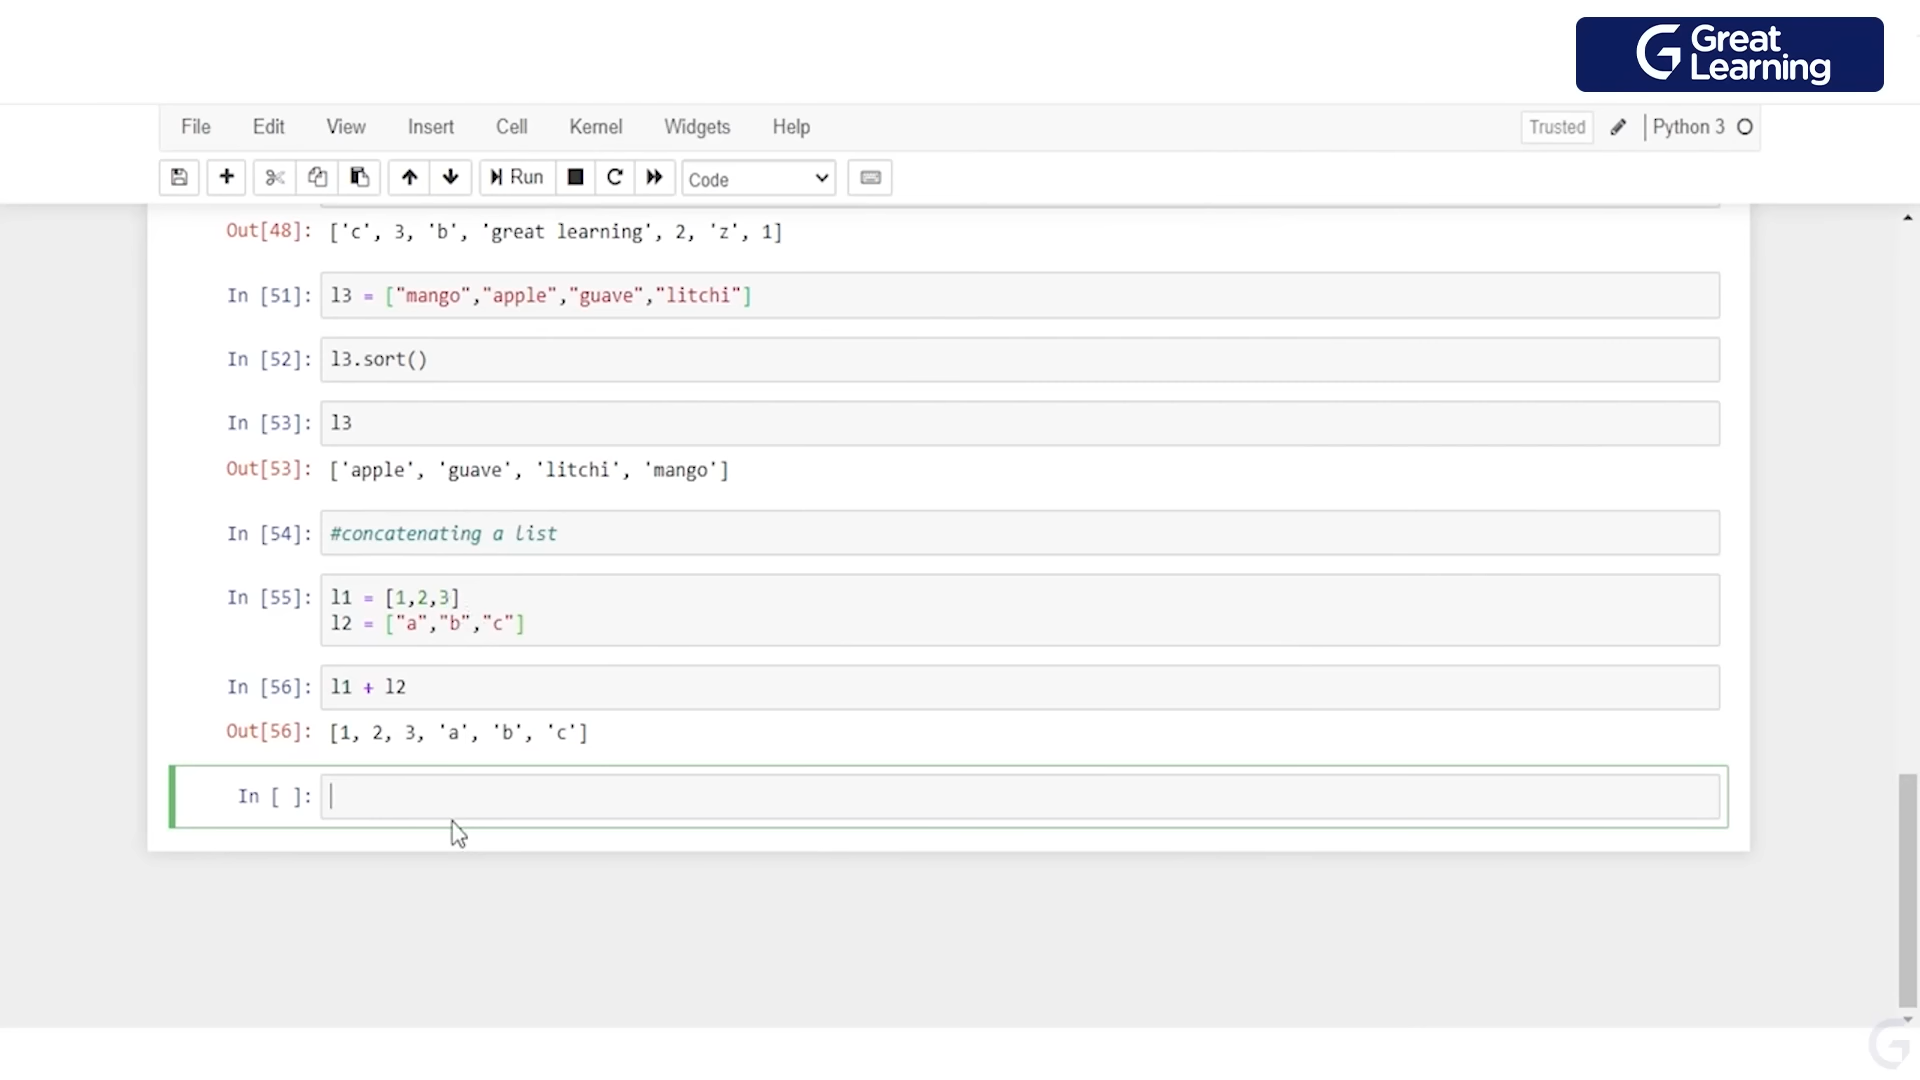 Great
Learning
File Edit View Insert Cell Kernel Widgets Help Trusted Python 3
Run Code
Out[48]: ['c', 3, 'b', 'great learning', 2, 'z', 1]
In [51]: l3 = ["mango","apple","guave","litchi"]
In [52]: l3.sort()
In [53]: l3
Out[53]: ['apple', 'guave', 'litchi', 'mango']
In [54]: #concatenating a list
In [55]: l1 = [1,2,3]
l2 = ["a","b","c"]
In [56]: l1 + l2
Out[56]: [1, 2, 3, 'a', 'b', 'c']
In [ ]: